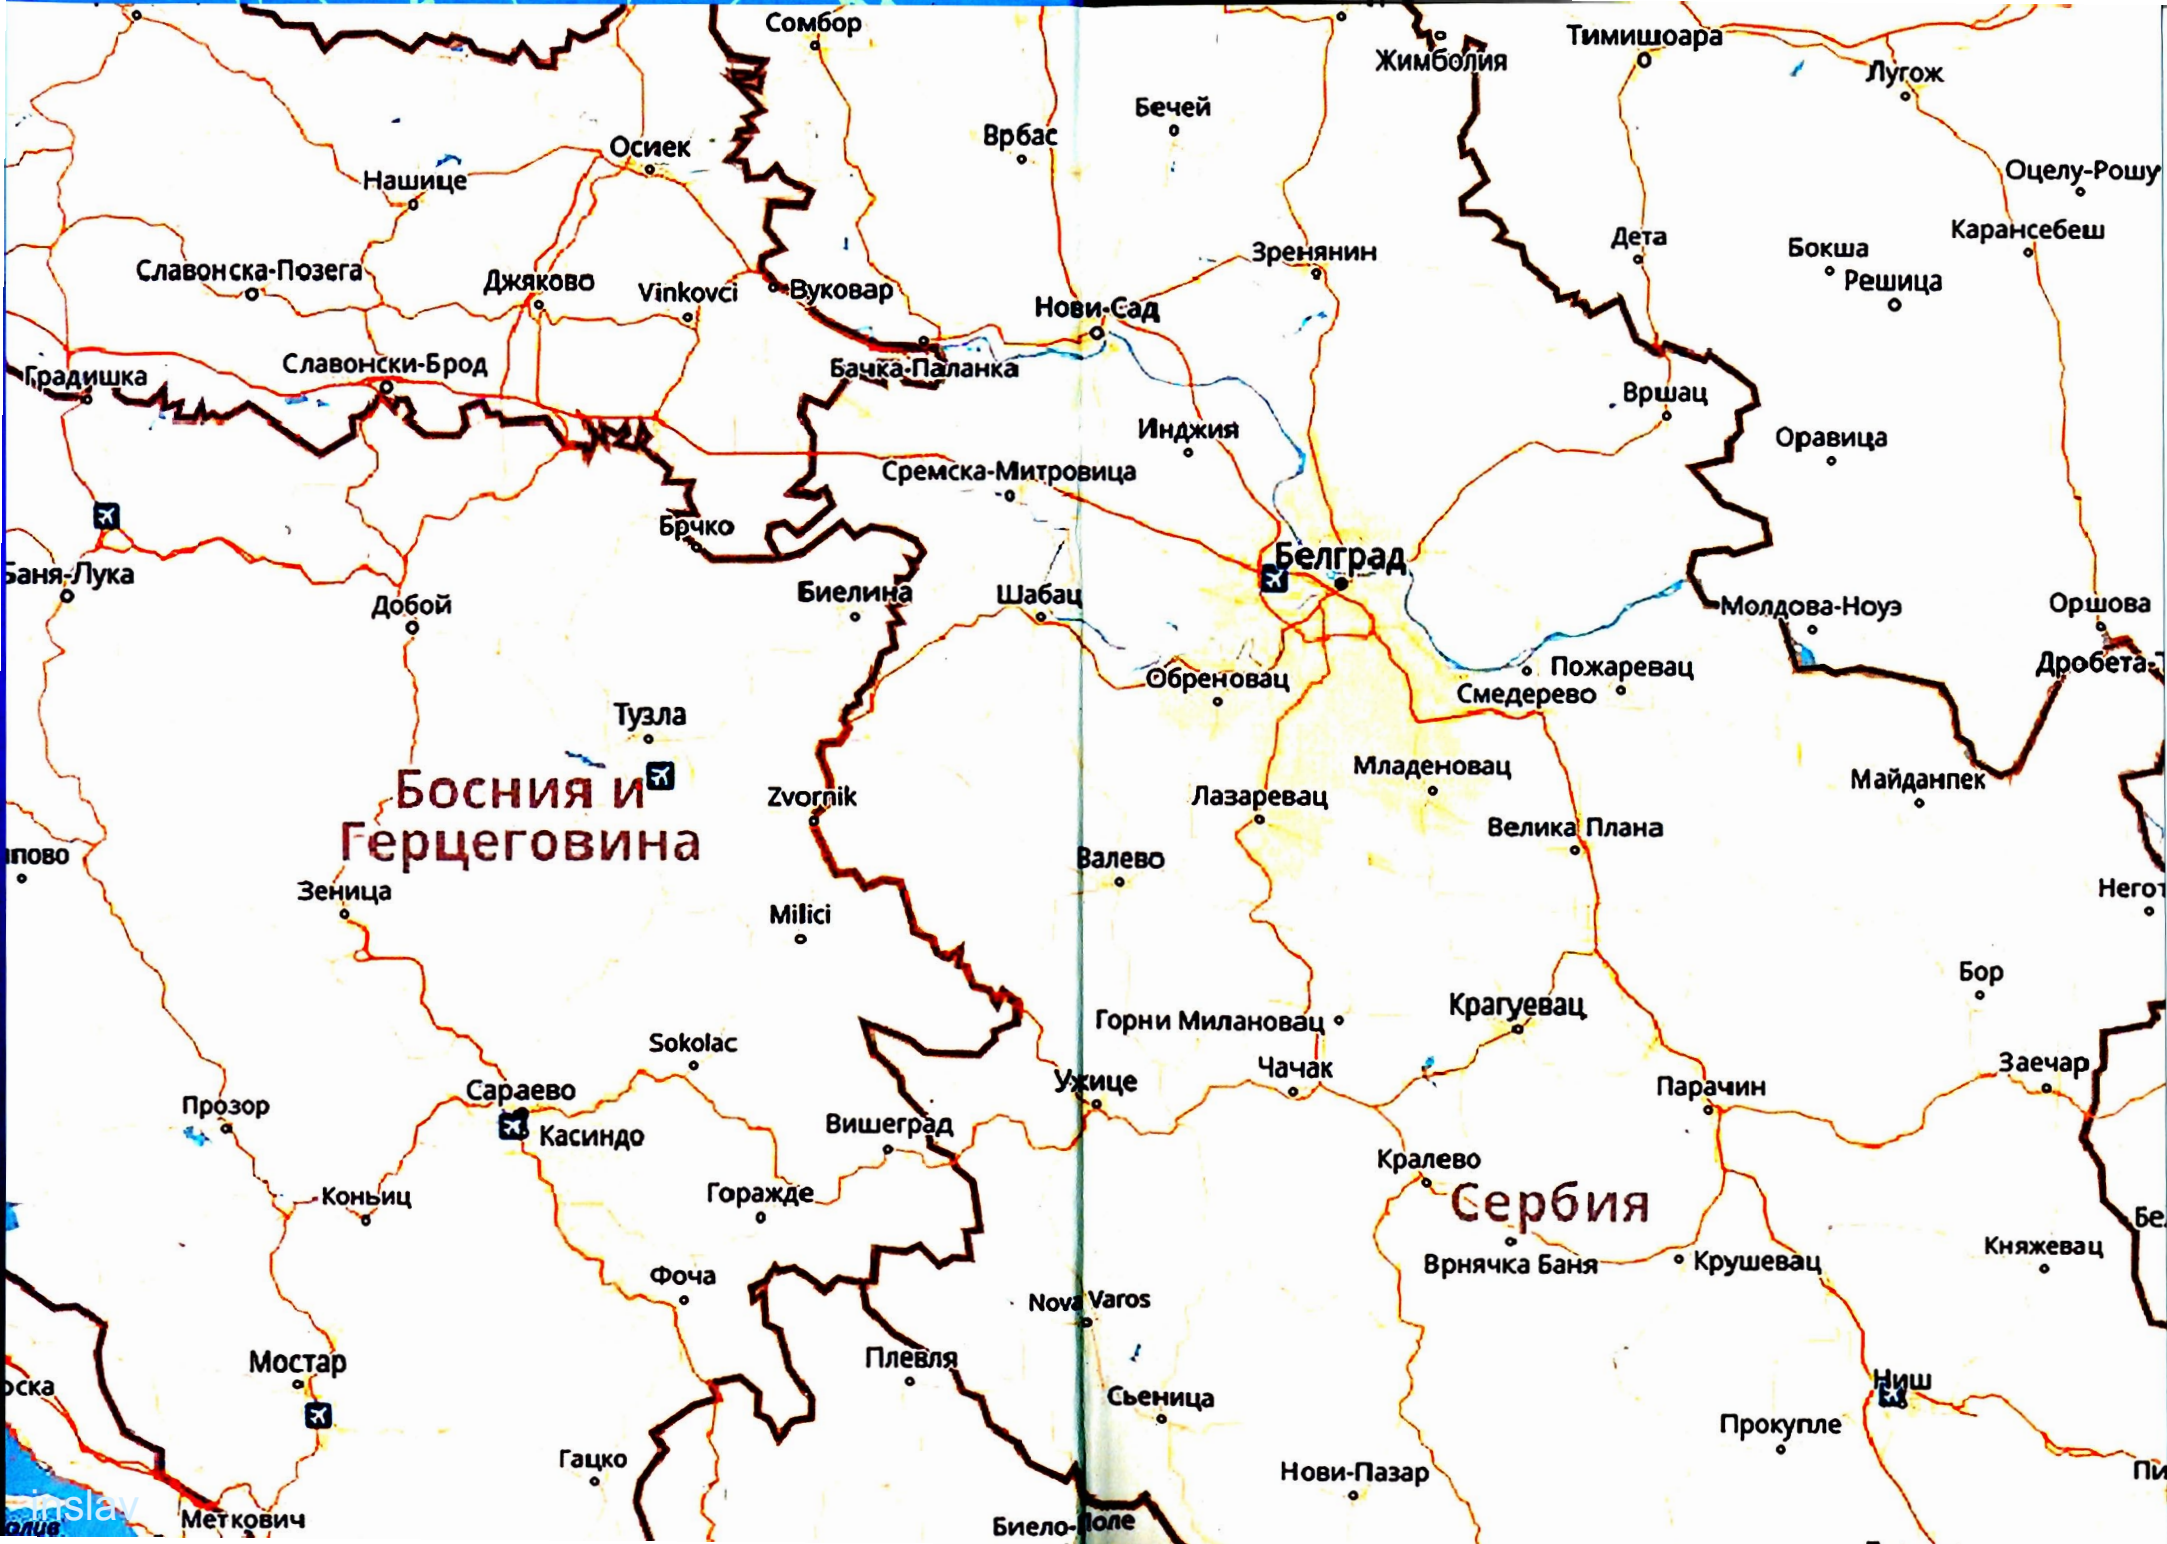 Сомбор
Жимболия
Тимишоара
Лугож
Бечей
Врбас
Осиек
Нашице
Оцелу-Рошу
Карансебеш
Дета
Бокша
Решица
Зренянин
Славонска-Позега
Джяково
Vinkovci
Вуковар
Нови-Сад
Славонски-Брод
Бачка-Паланка
Градишка
Вршац
Инджия
Оравица
Сремска-Митровица
Брчко
Белград
Баня-Лука
Добой
Биелина
Шабац
Молдова-Ноуэ
Оршова
Дробета-
Обреновац
Пожаревац
Смедерево
Тузла
Босния и
Герцеговина
Zvornik
Лазаревац
Младеновац
Майданпек
Велика Плана
Валево
Зеница
Milici
Бор
Горни Милановац
Крагуевац
Sokolac
Ужице
Чачак
Заечар
Парачин
Сараево
Касиндо
Прозор
Вишеград
Кралево
Сербия
Коньиц
Горажде
Врнячка Баня
Крушевац
Княжевац
Фоча
Nova Varos
Мостар
Плевля
Сьеница
Ниш
Прокупле
Гацко
Нови-Пазар
Меткович
Биело-Поле
inslav